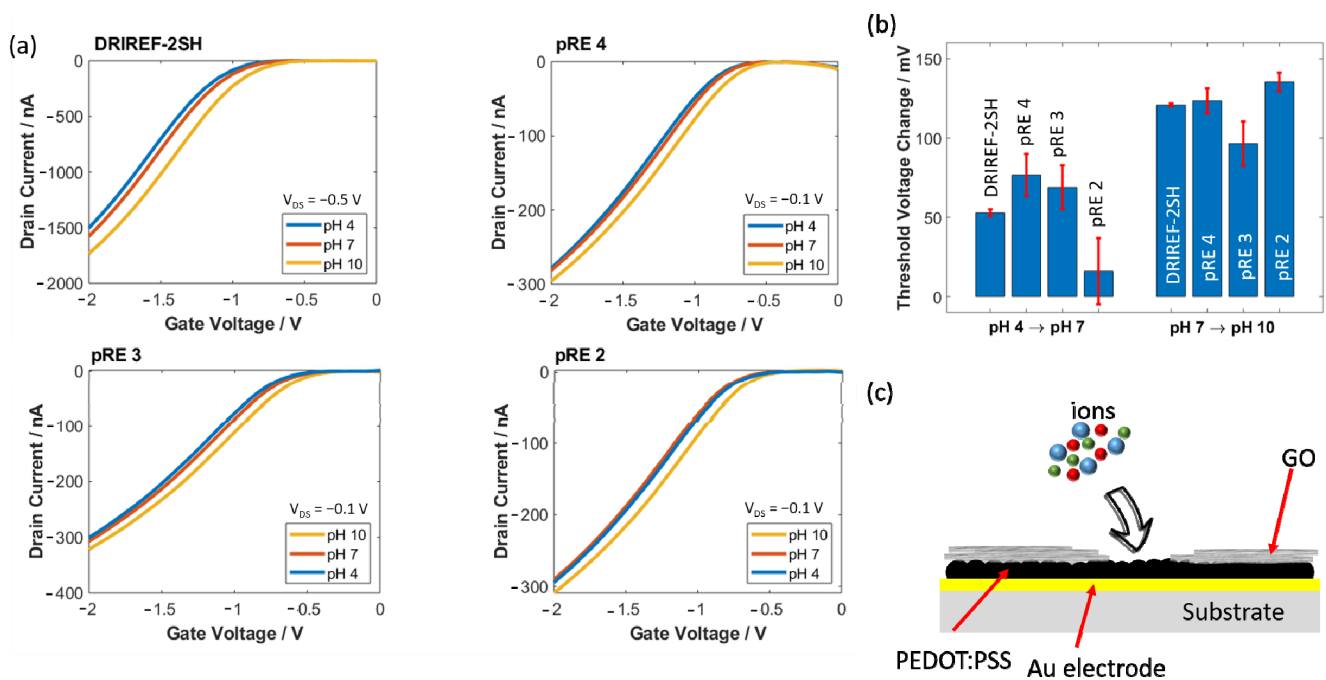 (a)
DRIREF-2SH
0
−500
−1000
−1500
−2000
Drain Current / nA
V_DS = −0.5 V
pH 4
pH 7
pH 10
−2
−1.5
−1
−0.5
0
Gate Voltage / V
pRE 4
0
−100
−200
−300
Drain Current / nA
V_DS = −0.1 V
pH 4
pH 7
pH 10
−2
−1.5
−1
−0.5
0
Gate Voltage / V
pRE 3
0
−100
−200
−300
−400
Drain Current / nA
V_DS = −0.1 V
pH 10
pH 7
pH 4
−2
−1.5
−1
−0.5
0
Gate Voltage / V
pRE 2
0
−100
−200
−300
Drain Current / nA
V_DS = −0.1 V
pH 10
pH 7
pH 4
−2
−1.5
−1
−0.5
0
Gate Voltage / V
(b)
150
100
50
0
Threshold Voltage Change / mV
DRIREF-2SH
pRE 4
pRE 3
pRE 2
DRIREF-2SH
pRE 4
pRE 3
pRE 2
pH 4 → pH 7
pH 7 → pH 10
(c)
ions
GO
Substrate
PEDOT:PSS
Au electrode